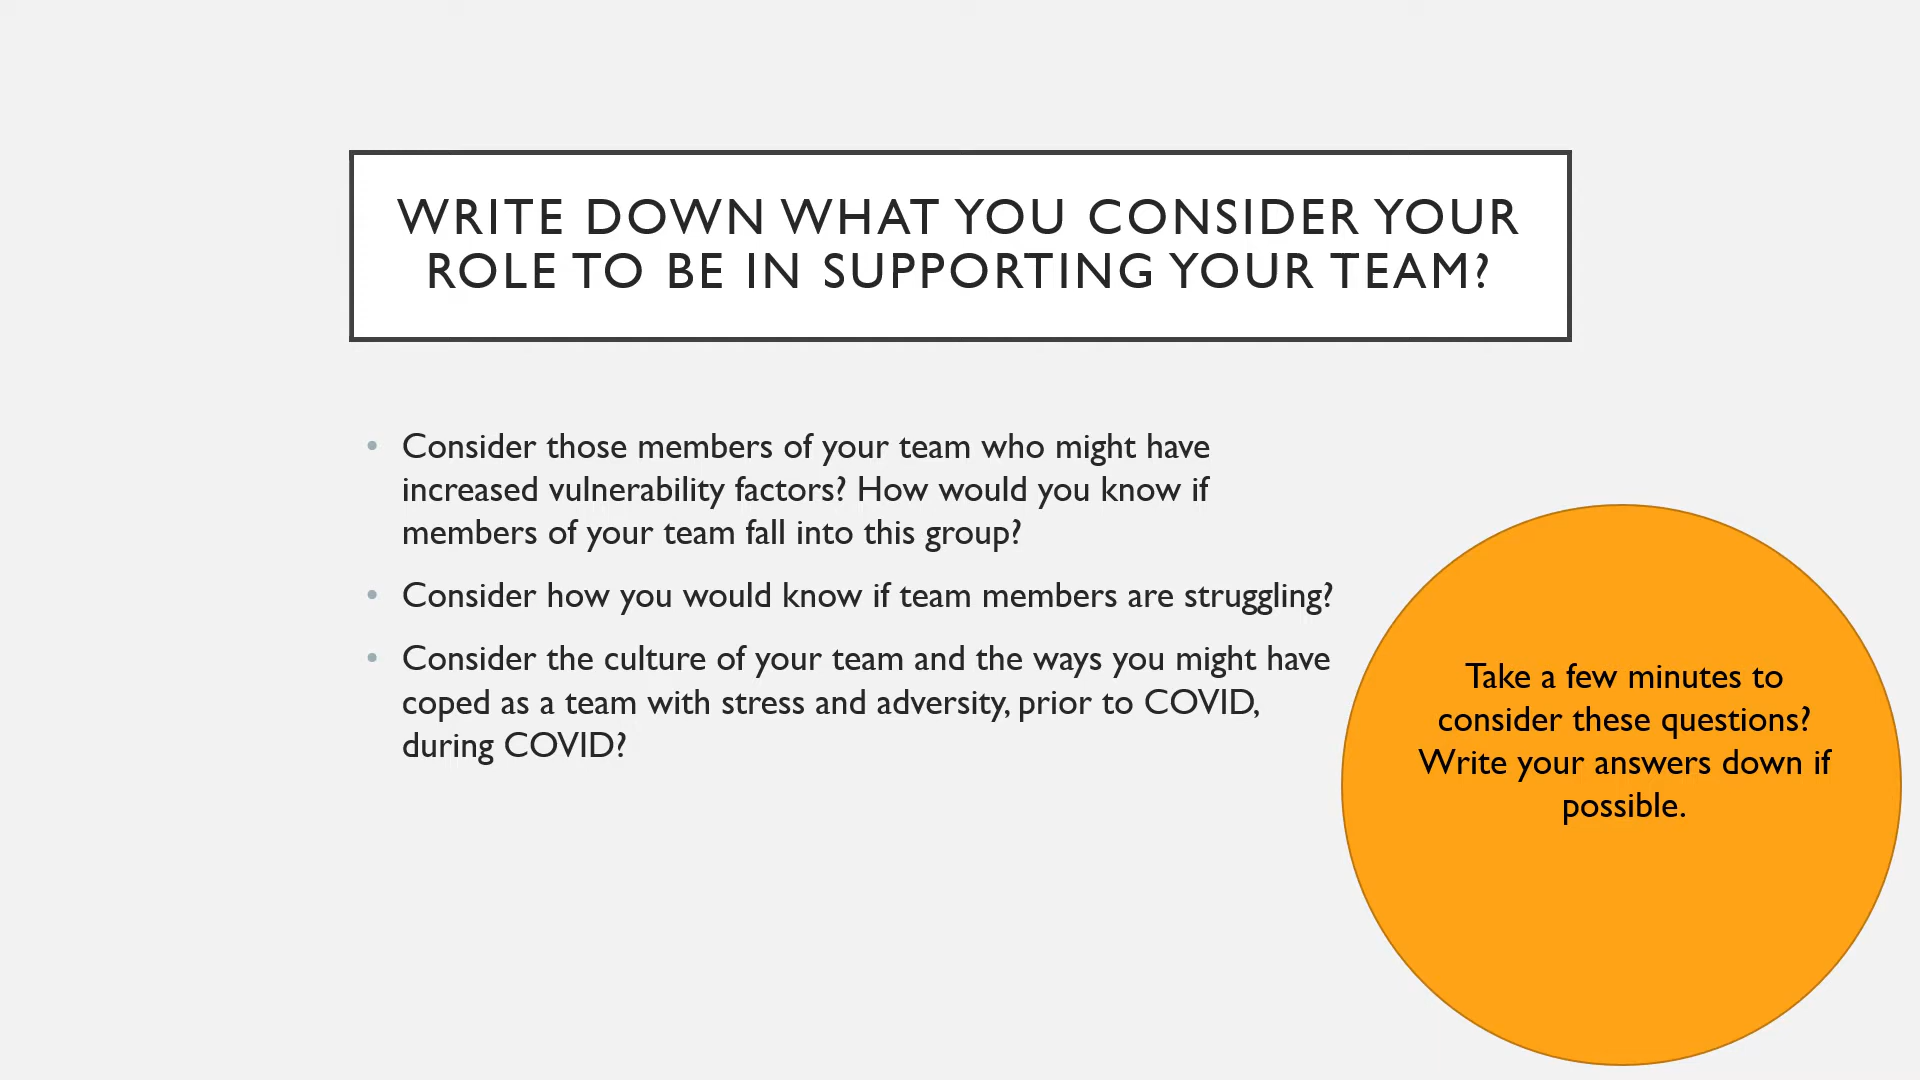 WRITE DOWN WHAT YOU CONSIDER YOUR
ROLE TO BE IN SUPPORTING YOUR TEAM?
• Consider those members of your team who might have
increased vulnerability factors? How would you know if
members of your team fall into this group?
• Consider how you would know if team members are struggling?
• Consider the culture of your team and the ways you might have
coped as a team with stress and adversity, prior to COVID,
during COVID?
Take a few minutes to
consider these questions?
Write your answers down if
possible.